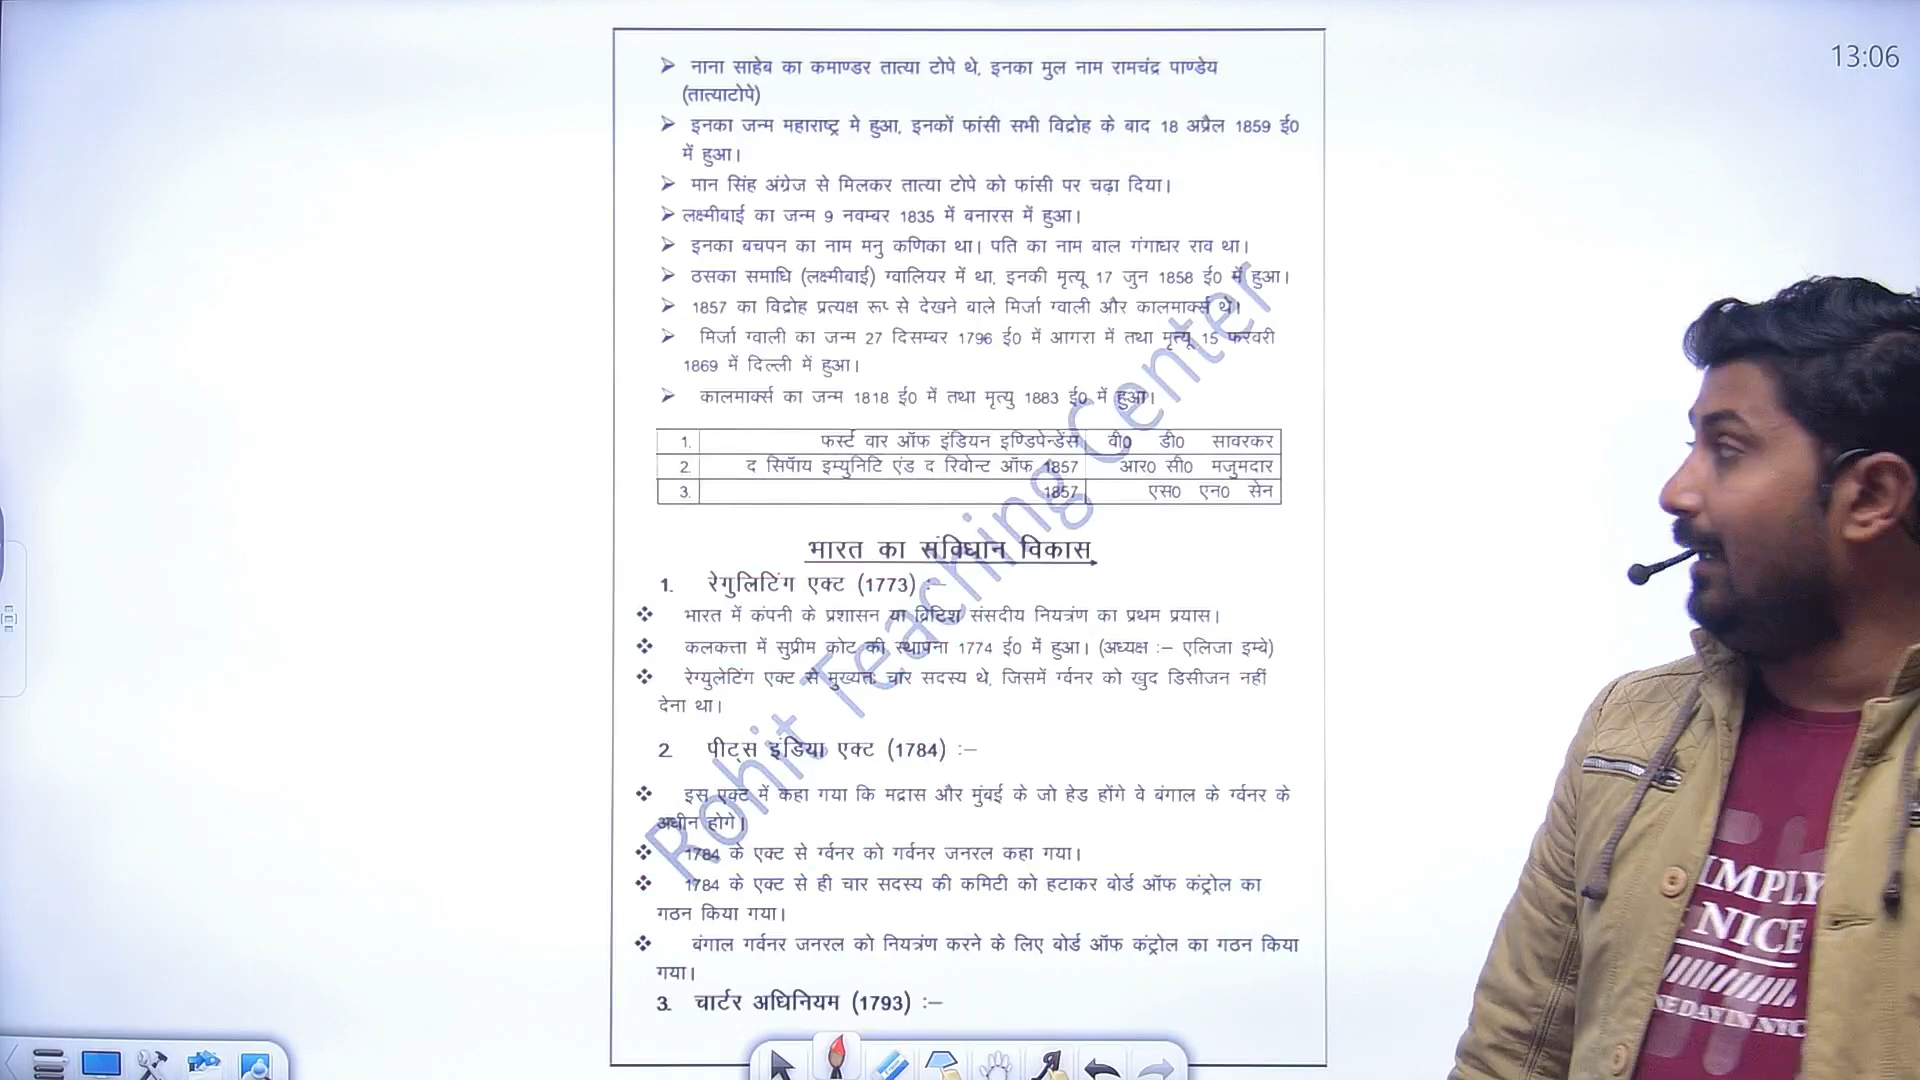 13:06
➢ नाना साहेब का कमाण्डर तात्या टोपे थे, इनका मुल नाम रामचंद्र पाण्डेय
(तात्याटोपे)
➢ इनका जन्म महाराष्ट्र मे हुआ, इनकों फांसी सभी विद्रोह के बाद 18 अप्रैल 1859 ई0
में हुआ।
➢ मान सिंह अंग्रेज से मिलकर तात्या टोपे को फांसी पर चढ़ा दिया।
➢ लक्ष्मीबाई का जन्म 9 नवम्बर 1835 में बनारस में हुआ।
➢ इनका बचपन का नाम मनु कणिका था। पति का नाम बाल गंगाधर राव था।
➢ ठसका समाधि (लक्ष्मीबाई) ग्वालियर में था, इनकी मृत्यू 17 जुन 1858 ई0 में हुआ।
➢ 1857 का विद्रोह प्रत्यक्ष रूप से देखने बाले मिर्जा ग्वाली और कालमार्क्स थे।
➢ मिर्जा ग्वाली का जन्म 27 दिसम्बर 1796 ई0 में आगरा में तथा मृत्यू 15 फरवरी
1869 में दिल्ली में हुआ।
➢ कालमार्क्स का जन्म 1818 ई0 में तथा मृत्यु 1883 ई0 में हुआ।
1. फर्स्ट वार ऑफ इंडियन इण्डिपेन्डेंस वी0 डी0 सावरकर
2. द सिपॅाय इम्युनिटि एंड द रिवोन्ट ऑफ 1857 आर0 सी0 मजुमदार
3. 1857 एस0 एन0 सेन
भारत का संविधान विकास
1. रेगुलिटिंग एक्ट (1773) :–
❖ भारत में कंपनी के प्रशासन या ब्रिटिश संसदीय नियत्रंण का प्रथम प्रयास।
❖ कलकत्ता में सुप्रीम क्रोट की स्थापना 1774 ई0 में हुआ। (अध्यक्ष :– एलिजा इम्पे)
❖ रेग्युलेटिंग एक्ट से मुख्यतः चार सदस्य थे, जिसमें र्ग्वनर को खुद डिसीजन नहीं
देना था।
2. पीट्स इंडिया एक्ट (1784) :–
❖ इस एक्ट में कहा गया कि मद्रास और मुंबई के जो हेड होंगे वे बंगाल के र्ग्वनर के
अधीन होगे।
❖ 1784 के एक्ट से र्ग्वनर को गर्वनर जनरल कहा गया।
❖ 1784 के एक्ट से ही चार सदस्य की कमिटी को हटाकर बोर्ड ऑफ कंट्रोल का
गठन किया गया।
❖ बंगाल गर्वनर जनरल को नियत्रंण करने के लिए बोर्ड ऑफ कंट्रोल का गठन किया
गया।
3. चार्टर अधिनियम (1793) :–
Rohit Teaching Center
IMPLY
NICE